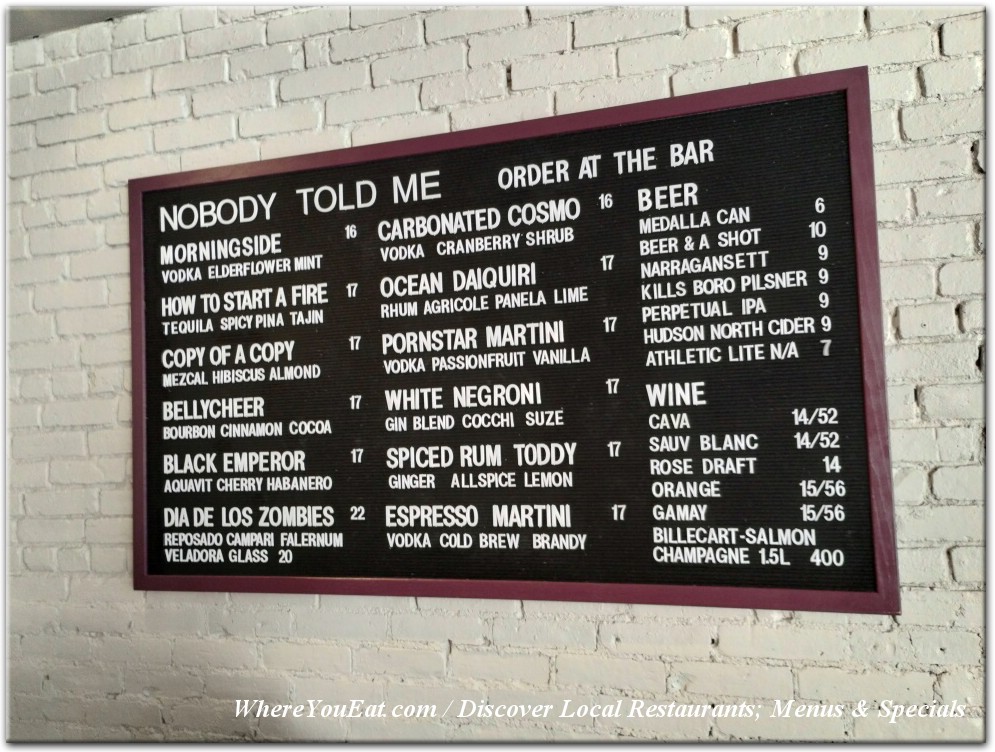 NOBODY TOLD ME
ORDER AT THE BAR
MORNINGSIDE 16
VODKA ELDERFLOWER MINT
HOW TO START A FIRE 17
TEQUILA SPICY PINA TAJIN
COPY OF A COPY 17
MEZCAL HIBISCUS ALMOND
BELLYCHEER 17
BOURBON CINNAMON COCOA
BLACK EMPEROR 17
AQUAVIT CHERRY HABANERO
DIA DE LOS ZOMBIES 22
REPOSADO CAMPARI FALERNUM
VELADORA GLASS 20
CARBONATED COSMO 16
VODKA CRANBERRY SHRUB
OCEAN DAIQUIRI 17
RHUM AGRICOLE PANELA LIME
PORNSTAR MARTINI 17
VODKA PASSIONFRUIT VANILLA
WHITE NEGRONI 17
GIN BLEND COCCHI SUZE
SPICED RUM TODDY 17
GINGER ALLSPICE LEMON
ESPRESSO MARTINI 17
VODKA COLD BREW BRANDY
BEER
MEDALLA CAN 6
BEER & A SHOT 10
NARRAGANSETT 9
KILLS BORO PILSNER 9
PERPETUAL IPA 9
HUDSON NORTH CIDER 9
ATHLETIC LITE N/A 7
WINE
CAVA 14/52
SAUV BLANC 14/52
ROSE DRAFT 14
ORANGE 15/56
GAMAY 15/56
BILLECART-SALMON
CHAMPAGNE 1.5L 400
WhereYouEat.com / Discover Local Restaurants; Menus & Specials